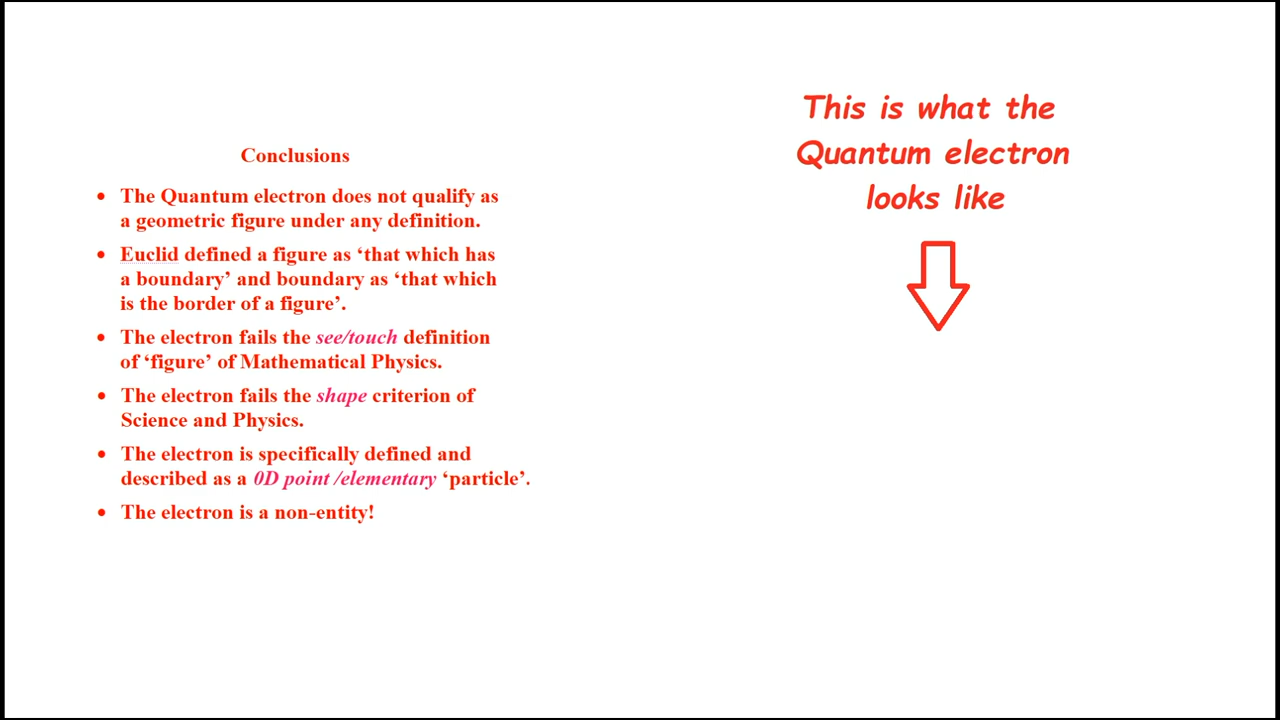 Conclusions
• The Quantum electron does not qualify as
a geometric figure under any definition.
• Euclid defined a figure as ‘that which has
a boundary’ and boundary as ‘that which
is the border of a figure’.
• The electron fails the see/touch definition
of ‘figure’ of Mathematical Physics.
• The electron fails the shape criterion of
Science and Physics.
• The electron is specifically defined and
described as a 0D point /elementary ‘particle’.
• The electron is a non-entity!
This is what the
Quantum electron
looks like